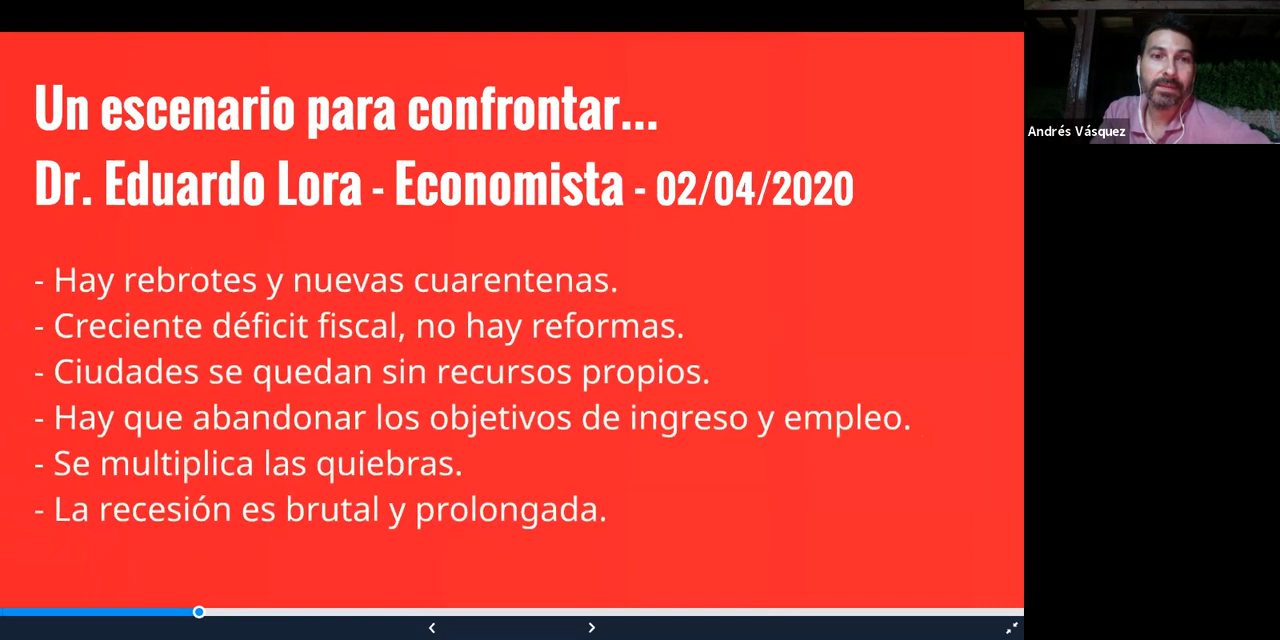 Un escenario para confrontar...
Dr. Eduardo Lora - Economista - 02/04/2020
- Hay rebrotes y nuevas cuarentenas.
- Creciente déficit fiscal, no hay reformas.
- Ciudades se quedan sin recursos propios.
- Hay que abandonar los objetivos de ingreso y empleo.
- Se multiplica las quiebras.
- La recesión es brutal y prolongada.
Andrés Vásquez